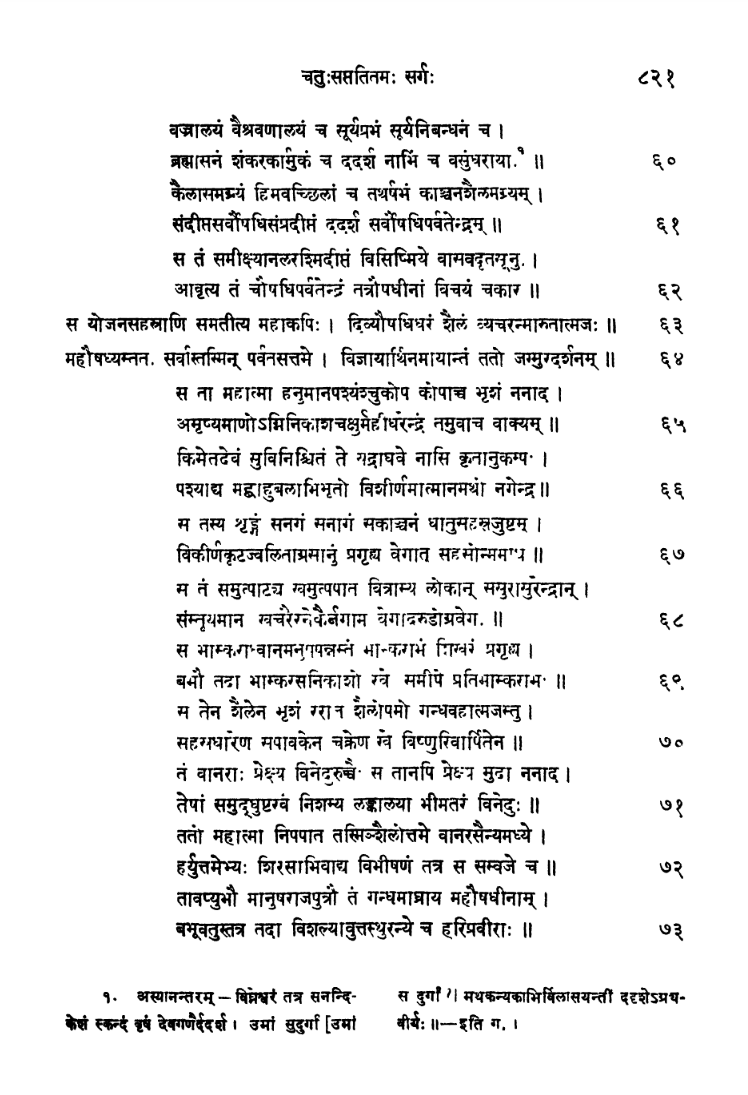 चतुःसप्ततितमः सर्गः ८२१
वज्रालयं वैश्रवणालयं च सूर्यप्रभं सूर्यनिबन्धनं च ।
ब्रह्मासनं शंकरकार्मुकं च ददर्श नाभिं च वसुंधरायाः१ ॥ ६०
कैलासमग्र्यं हिमवच्छिलां च तथर्षभं काञ्चनशैलमग्र्यम् ।
संदीप्तसर्वौषधिसंप्रदीप्तं ददर्श सर्वौषधिपर्वतेन्द्रम् ॥ ६१
स तं समीक्ष्यानलरश्मिदीप्तं विसिष्मिये वासवदूतसूनुः ।
आवृत्य तं चौषधिपर्वतेन्द्रं तत्रौषधीनां विचयं चकार ॥ ६२
स योजनसहस्राणि समतीत्य महाकपिः । दिव्यौषधिधरं शैलं व्यचरन्मारुतात्मजः ॥ ६३
महौषध्यस्ततः सर्वास्तस्मिन् पर्वतसत्तमे । विज्ञायार्थिनमायान्तं ततो जग्मुरदर्शनम् ॥ ६४
स ता महात्मा हनुमानपश्यंश्चुकोप कोपाच्च भृशं ननाद ।
अमृष्यमाणोऽग्निनिकाशचक्षुर्महीधरेन्द्रं तमुवाच वाक्यम् ॥ ६५
किमेतदेवं सुविनिश्चितं ते यद्राघवे नासि कृतानुकम्पः ।
पश्याद्य मद्बाहुबलाभिभूतो विशीर्णमात्मानमथो नगेन्द्र ॥ ६६
स तस्य शृङ्गं सनगं सनागं सकाञ्चनं धातुसहस्रजुष्टम् ।
विकीर्णकूटज्वलिताग्रसानुं प्रगृह्य वेगात् सहसोन्ममाथ ॥ ६७
स तं समुत्पाट्य खमुत्पपात वित्रास्य लोकान् ससुरासुरेन्द्रान् ।
संस्तूयमानः खचरैरनेकैर्जगाम वेगाद्गरुडोग्रवेगः ॥ ६८
स भास्कराध्वानमनुप्रपन्नस्तं भास्कराभं शिखरं प्रगृह्य ।
बभौ तदा भास्करसंनिकाशो रवेः समीपे प्रतिभास्कराभः ॥ ६९
स तेन शैलेन भृशं रराज शैलोपमो गन्धवहात्मजस्तु ।
सहस्रधारेण सपावकेन चक्रेण खे विष्णुरिवार्पितेन ॥ ७०
तं वानराः प्रेक्ष्य विनेदुरुच्चैः स तानपि प्रेक्ष्य मुदा ननाद ।
तेषां समुद्घुष्टरवं निशम्य लङ्कालया भीमतरं विनेदुः ॥ ७१
ततो महात्मा निपपात तस्मिञ्शैलोत्तमे वानरसैन्यमध्ये ।
हर्युत्तमेभ्यः शिरसाभिवाद्य विभीषणं तत्र स सस्वजे च ॥ ७२
तावप्युभौ मानुषराजपुत्रौ तं गन्धमाघ्राय महौषधीनाम् ।
बभूवतुस्तत्र तदा विशल्यावुत्तस्थुरन्ये च हरिप्रवीराः ॥ ७३
१. अस्यानन्तरम्—विघ्नेश्वरं तत्र सनन्दि-
केशं स्कन्दं वृषं देवगणैर्ददर्श । उमां सुदुर्गा [उमां
स दुर्गां ?] मथकन्यकाभिर्विलासयन्तीं ददृशेऽग्रय-
वीर्यः ॥—इति ग. ।